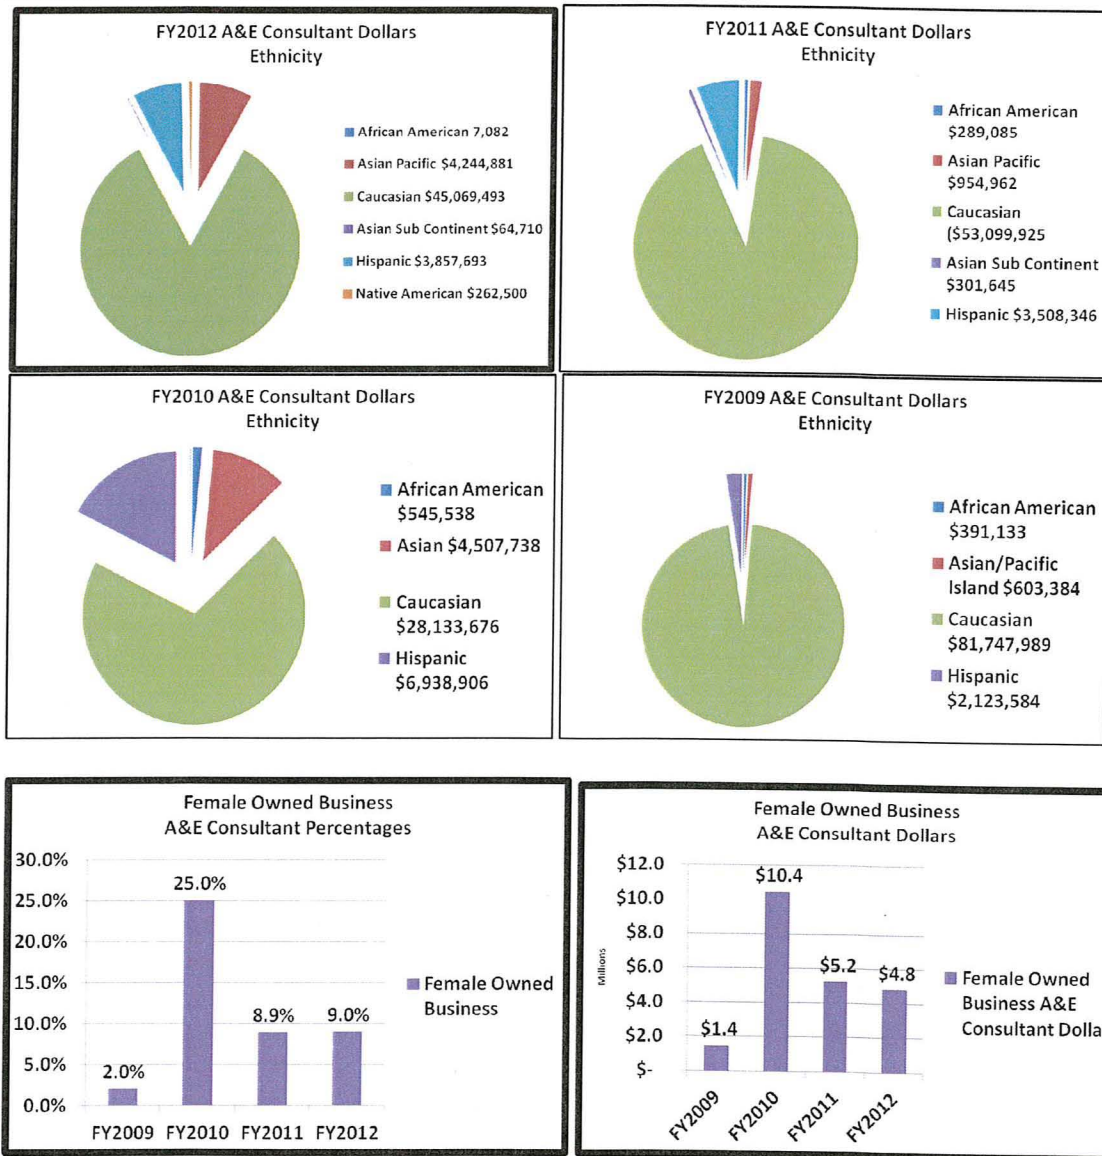 FY2012 A&E Consultant Dollars
Ethnicity
African American 7,082
Asian Pacific $4,244,881
Caucasian $45,069,493
Asian Sub Continent $64,710
Hispanic $3,857,693
Native American $262,500
FY2011 A&E Consultant Dollars
Ethnicity
African American
$289,085
Asian Pacific
$954,962
Caucasian
($53,099,925
Asian Sub Continent
$301,645
Hispanic $3,508,346
FY2010 A&E Consultant Dollars
Ethnicity
African American
$545,538
Asian $4,507,738
Caucasian
$28,133,676
Hispanic
$6,938,906
FY2009 A&E Consultant Dollars
Ethnicity
African American
$391,133
Asian/Pacific
Island $603,384
Caucasian
$81,747,989
Hispanic
$2,123,584
Female Owned Business
A&E Consultant Percentages
30.0%
25.0%
20.0%
15.0%
10.0%
5.0%
0.0%
2.0%
25.0%
8.9%
9.0%
FY2009 FY2010 FY2011 FY2012
Female Owned
Business
Female Owned Business
A&E Consultant Dollars
Millions
$12.0
$10.0
$8.0
$6.0
$4.0
$2.0
$-
$1.4
$10.4
$5.2
$4.8
FY2009 FY2010 FY2011 FY2012
Female Owned
Business A&E
Consultant Dolla